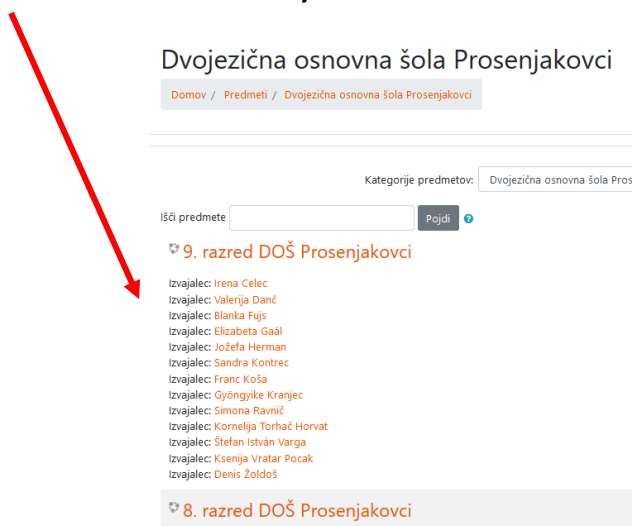 Dvojezična osnovna šola Prosenjakovci
Domov / Predmeti / Dvojezična osnovna šola Prosenjakovci
Kategorije predmetov: Dvojezična osnovna šola
Išči predmete Pojdi
9. razred DOŠ Prosenjakovci
Izvajalec: Irena Celec
Izvajalec: Valerija Danč
Izvajalec: Blanka Fujs
Izvajalec: Elizabeta Gaál
Izvajalec: Jožefa Herman
Izvajalec: Sandra Kontrec
Izvajalec: Franc Koša
Izvajalec: Gyöngyike Kranjec
Izvajalec: Simona Ravnič
Izvajalec: Kornelija Torhač Horvat
Izvajalec: Štefan István Varga
Izvajalec: Ksenija Vratar Pocak
Izvajalec: Denis Žoldoš
8. razred DOŠ Prosenjakovci